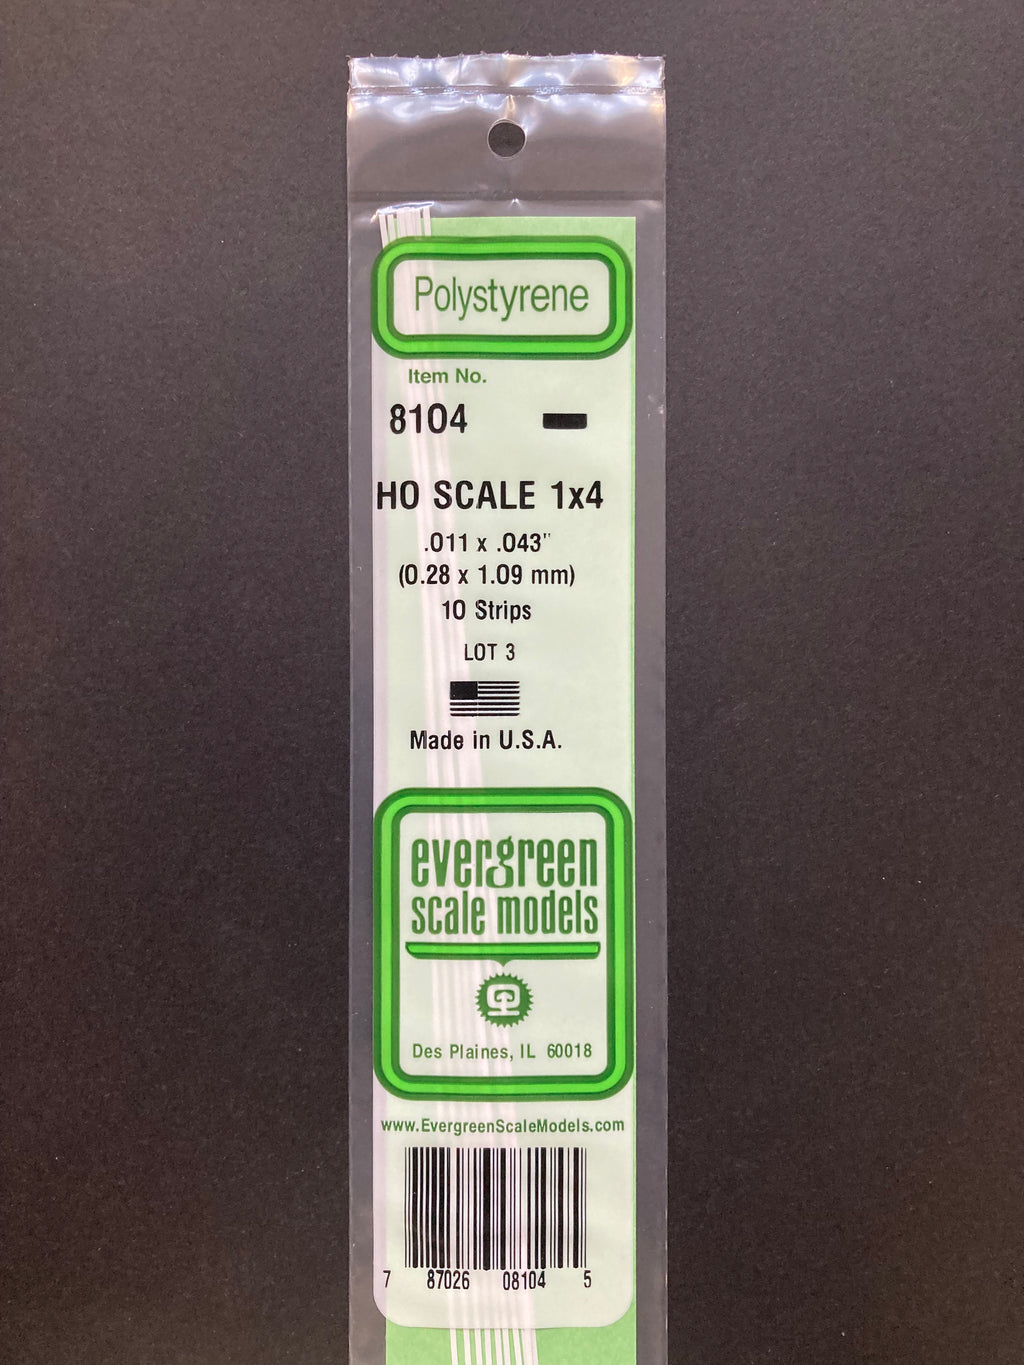 Polystyrene
Item No.
8104
HO SCALE 1x4
.011 x .043"
(0.28 x 1.09 mm)
10 Strips
LOT 3
Made in U.S.A.
evergreen
scale models
Des Plaines, IL 60018
www.EvergreenScaleModels.com
7 87026 08104 5